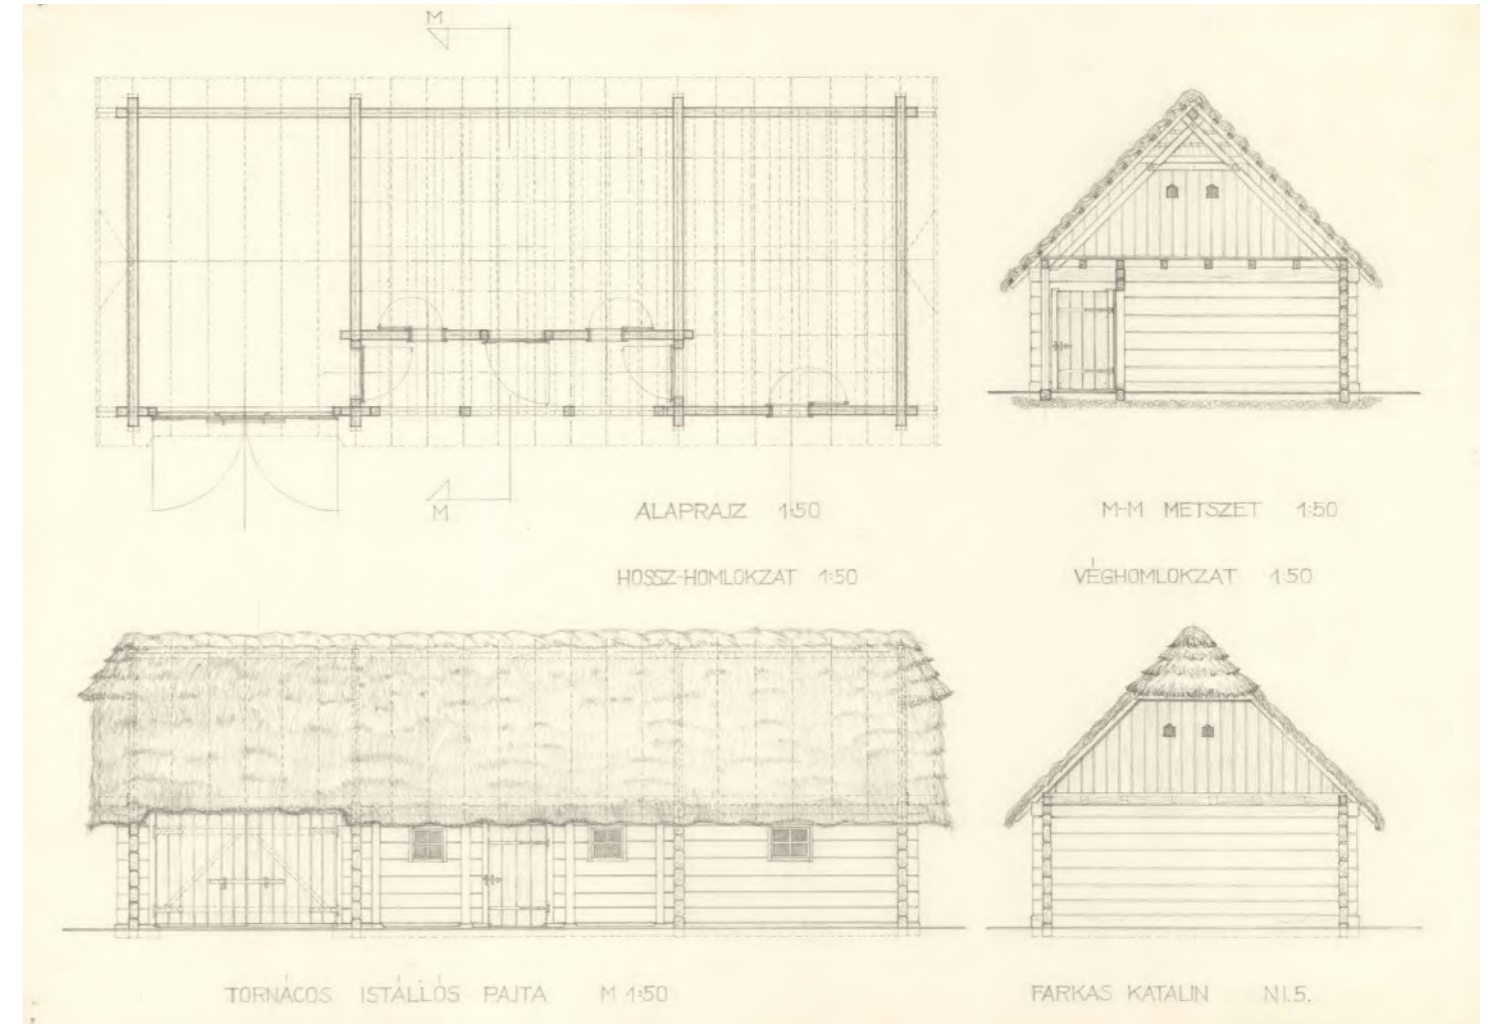 M
M
ALAPRAJZ 1:50
M-M METSZET 1:50
HOSSZ-HOMLOKZAT 1:50
VÉGHOMLOKZAT 1:50
TORNÁCOS ISTÁLLÓS PAJTA M 1:50
FARKAS KATALIN N I.5.